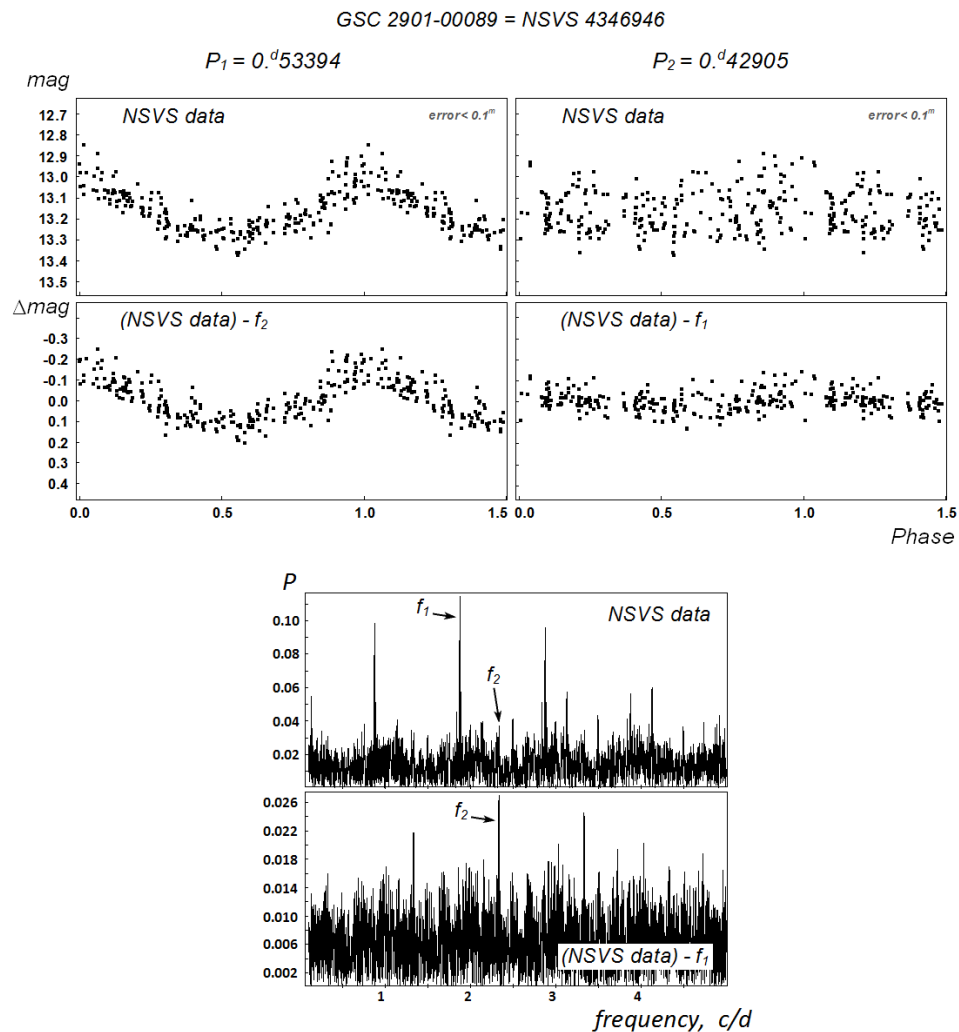 GSC 2901-00089 = NSVS 4346946
P₁ = 0.ᵈ53394
P₂ = 0.ᵈ42905
mag
NSVS data
error< 0.1ᵐ
NSVS data
error< 0.1ᵐ
12.7
12.8
12.9
13.0
13.1
13.2
13.3
13.4
13.5
Δmag
(NSVS data) - f₂
(NSVS data) - f₁
-0.3
-0.2
-0.1
0.0
0.1
0.2
0.3
0.4
0.0 0.5 1.0 1.5
0.0 0.5 1.0 1.5
Phase
P
f₁
NSVS data
f₂
0.10
0.08
0.06
0.04
0.02
f₂
0.026
0.022
0.018
0.014
0.010
0.006
0.002
(NSVS data) - f₁
1 2 3 4
frequency, c/d